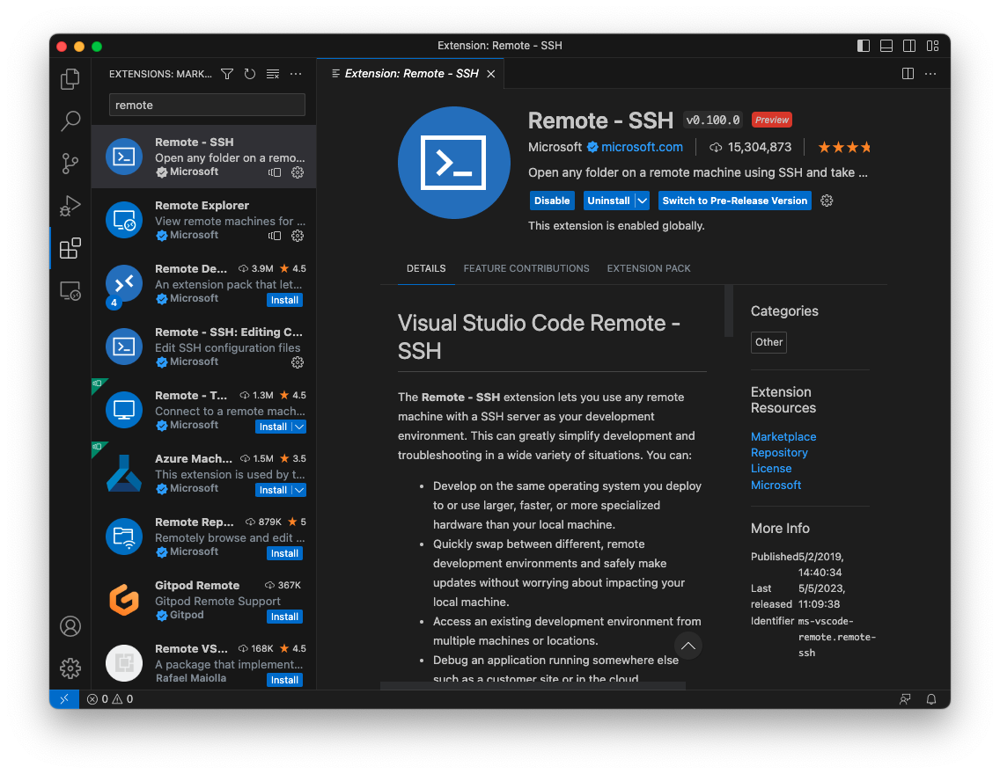 Extension: Remote - SSH
EXTENSIONS: MARK...
remote
Remote - SSH
Open any folder on a remo...
Microsoft
Remote Explorer
View remote machines for ...
Microsoft
Remote De... 3.9M 4.5
An extension pack that let...
Microsoft Install
4
Remote - SSH: Editing C...
Edit SSH configuration files
Microsoft
Remote - T... 1.3M 4.5
Connect to a remote mach...
Microsoft Install
Azure Mach... 1.5M 3.5
This extension is used by t...
Microsoft Install
Remote Rep... 879K 5
Remotely browse and edit ...
Microsoft Install
Gitpod Remote 367K
Gitpod Remote Support
Gitpod Install
Remote VS... 168K 4.5
A package that implement...
Rafael Maiolla Install
Extension: Remote - SSH
Remote - SSH v0.100.0 Preview
Microsoft microsoft.com 15,304,873
Open any folder on a remote machine using SSH and take ...
Disable Uninstall Switch to Pre-Release Version
This extension is enabled globally.
DETAILS FEATURE CONTRIBUTIONS EXTENSION PACK
Visual Studio Code Remote -
SSH
The Remote - SSH extension lets you use any remote
machine with a SSH server as your development
environment. This can greatly simplify development and
troubleshooting in a wide variety of situations. You can:
• Develop on the same operating system you deploy
to or use larger, faster, or more specialized
hardware than your local machine.
• Quickly swap between different, remote
development environments and safely make
updates without worrying about impacting your
local machine.
• Access an existing development environment from
multiple machines or locations.
• Debug an application running somewhere else
such as a customer site or in the cloud
Categories
Other
Extension
Resources
Marketplace
Repository
License
Microsoft
More Info
Published 5/2/2019,
14:40:34
Last 5/5/2023,
released 11:09:38
Identifier ms-vscode-
remote.remote-
ssh
0 0